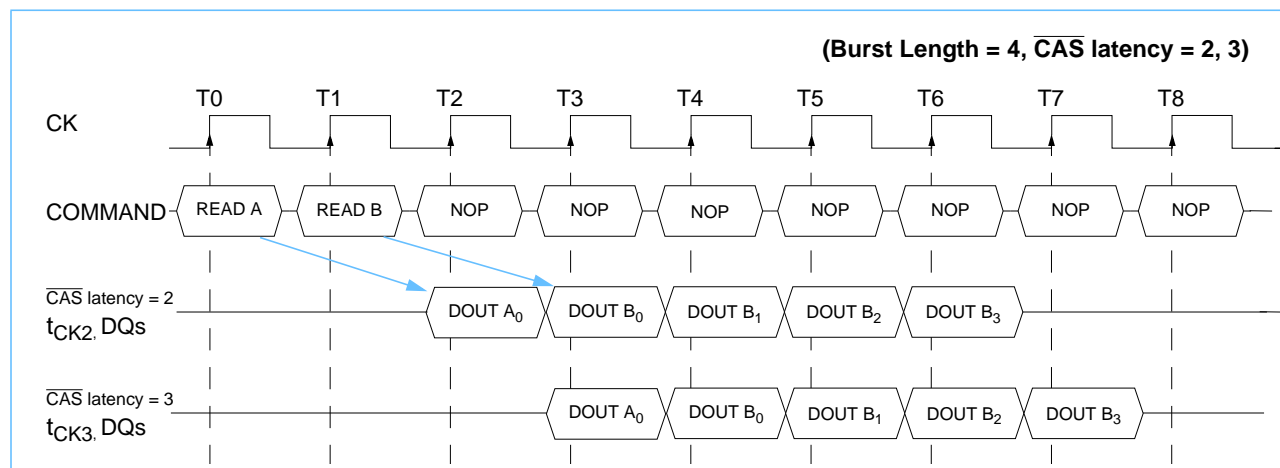 (Burst Length = 4, CAS latency = 2, 3)
T0 T1 T2 T3 T4 T5 T6 T7 T8
CK
COMMAND READ A READ B NOP NOP NOP NOP NOP NOP NOP
CAS latency = 2
tCK2, DQs DOUT A0 DOUT B0 DOUT B1 DOUT B2 DOUT B3
CAS latency = 3
tCK3, DQs DOUT A0 DOUT B0 DOUT B1 DOUT B2 DOUT B3